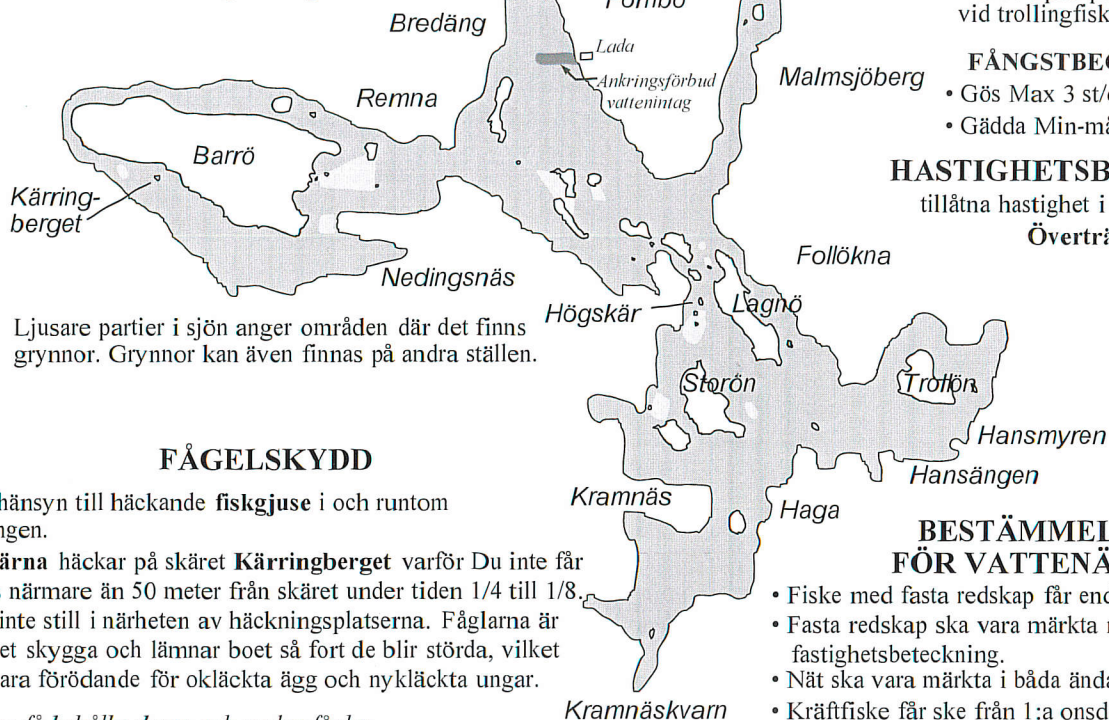 Bredäng
Lada
Ankringsförbud
vattenintag
Malmsjöberg
Remna
Barrö
Kärring-
berget
Nedingsnäs
Follökna
Högskär
Lagnö
Storön
Trollön
Hansmyren
Hansängen
Kramnäs
Haga
Kramnäskvarn
Ljusare partier i sjön anger områden där det finns
grynnor. Grynnor kan även finnas på andra ställen.
FÅGELSKYDD
hänsyn till häckande fiskgjuse i och runtom
ngen.
ärna häckar på skäret Kärringberget varför Du inte får
närmare än 50 meter från skäret under tiden 1/4 till 1/8.
inte still i närheten av häckningsplatserna. Fåglarna är
et skygga och lämnar boet så fort de blir störda, vilket
ara förödande för okläckta ägg och nykläckta ungar.
vid trollingfisk
FÅNGSTBEG
• Gös Max 3 st/
• Gädda Min-må
HASTIGHETSB
tillåtna hastighet i
Överträ
BESTÄMMEL
FÖR VATTENÄ
• Fiske med fasta redskap får end
• Fasta redskap ska vara märkta
fastighetsbeteckning.
• Nät ska vara märkta i båda ända
• Kräftfiske får ske från 1:a onsd